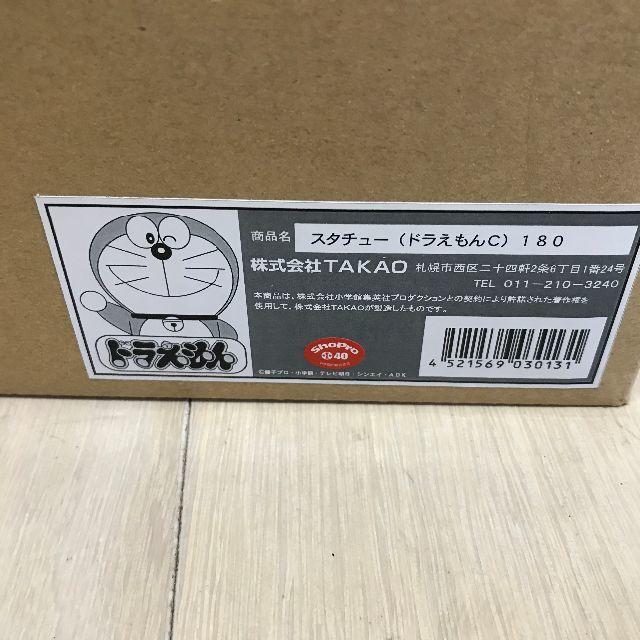 商品名 スタチュー(ドラえもんC)180
株式会社TAKAO 札幌市西区二十四軒2条6丁目1番24号
TEL 011-210-3240
本商品は、株式会社小学館集英社プロダクションとの契約により許諾された著作権を
使用して、株式会社TAKAOが製造したものです。
ドラえもん
ShoPro
40
4 521569 030131
©藤子プロ・小学館・テレビ朝日・シンエイ・ADK